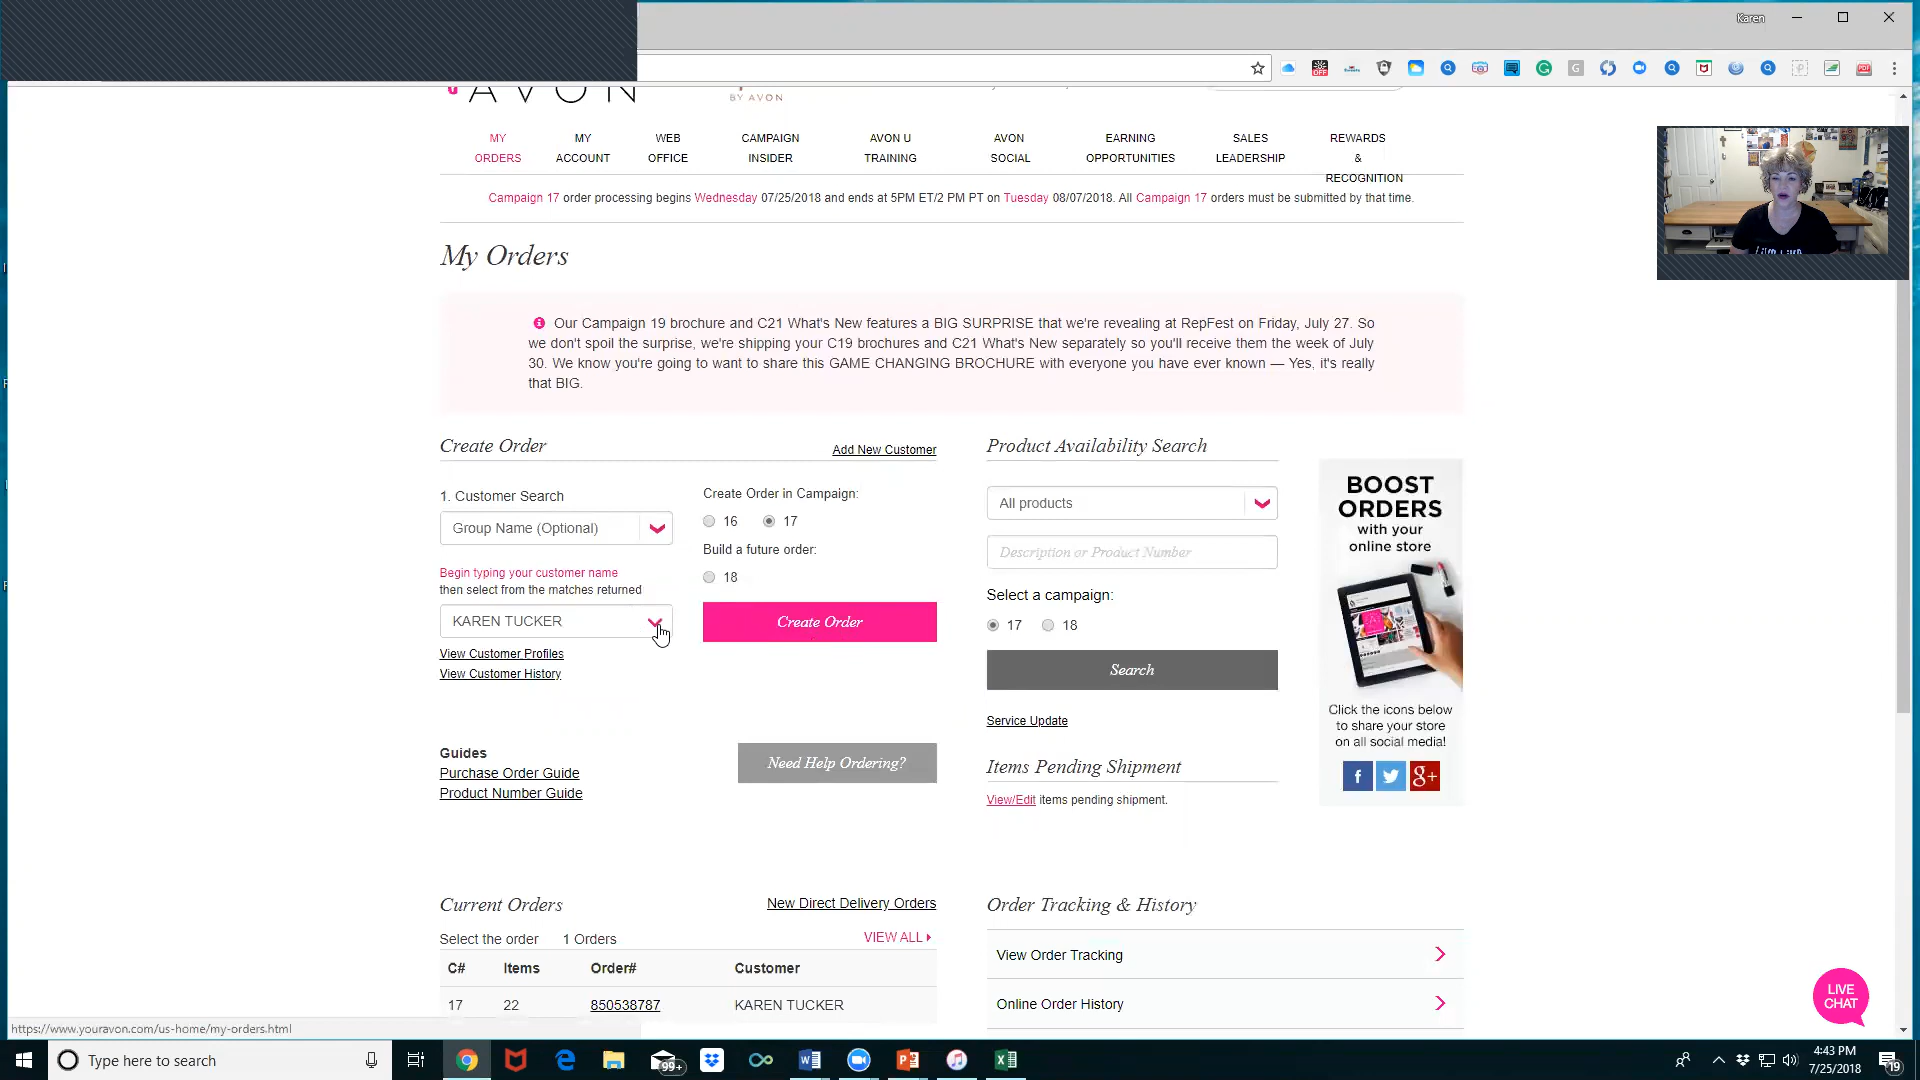 Karen
AVON
BY AVON
MY ORDERS
MY ACCOUNT
WEB OFFICE
CAMPAIGN INSIDER
AVON U TRAINING
AVON SOCIAL
EARNING OPPORTUNITIES
SALES LEADERSHIP
REWARDS & RECOGNITION
Campaign 17 order processing begins Wednesday 07/25/2018 and ends at 5PM ET/2 PM PT on Tuesday 08/07/2018. All Campaign 17 orders must be submitted by that time.
My Orders
Our Campaign 19 brochure and C21 What's New features a BIG SURPRISE that we're revealing at RepFest on Friday, July 27. So
we don't spoil the surprise, we're shipping your C19 brochures and C21 What's New separately so you'll receive them the week of July
30. We know you're going to want to share this GAME CHANGING BROCHURE with everyone you have ever known — Yes, it's really
that BIG.
Create Order
Add New Customer
1. Customer Search
Group Name (Optional)
Begin typing your customer name
then select from the matches returned
KAREN TUCKER
View Customer Profiles
View Customer History
Create Order in Campaign:
16 17
Build a future order:
18
Create Order
Guides
Purchase Order Guide
Product Number Guide
Need Help Ordering?
Product Availability Search
All products
Description or Product Number
Select a campaign:
17 18
Search
Service Update
Items Pending Shipment
View/Edit items pending shipment.
BOOST
ORDERS
with your
online store
Click the icons below
to share your store
on all social media!
f
g+
Current Orders
New Direct Delivery Orders
Select the order 1 Orders
VIEW ALL
C# Items Order# Customer
17 22 850538787 KAREN TUCKER
Order Tracking & History
View Order Tracking
Online Order History
LIVE
CHAT
https://www.youravon.com/us-home/my-orders.html
Type here to search
99+
4:43 PM
7/25/2018
19